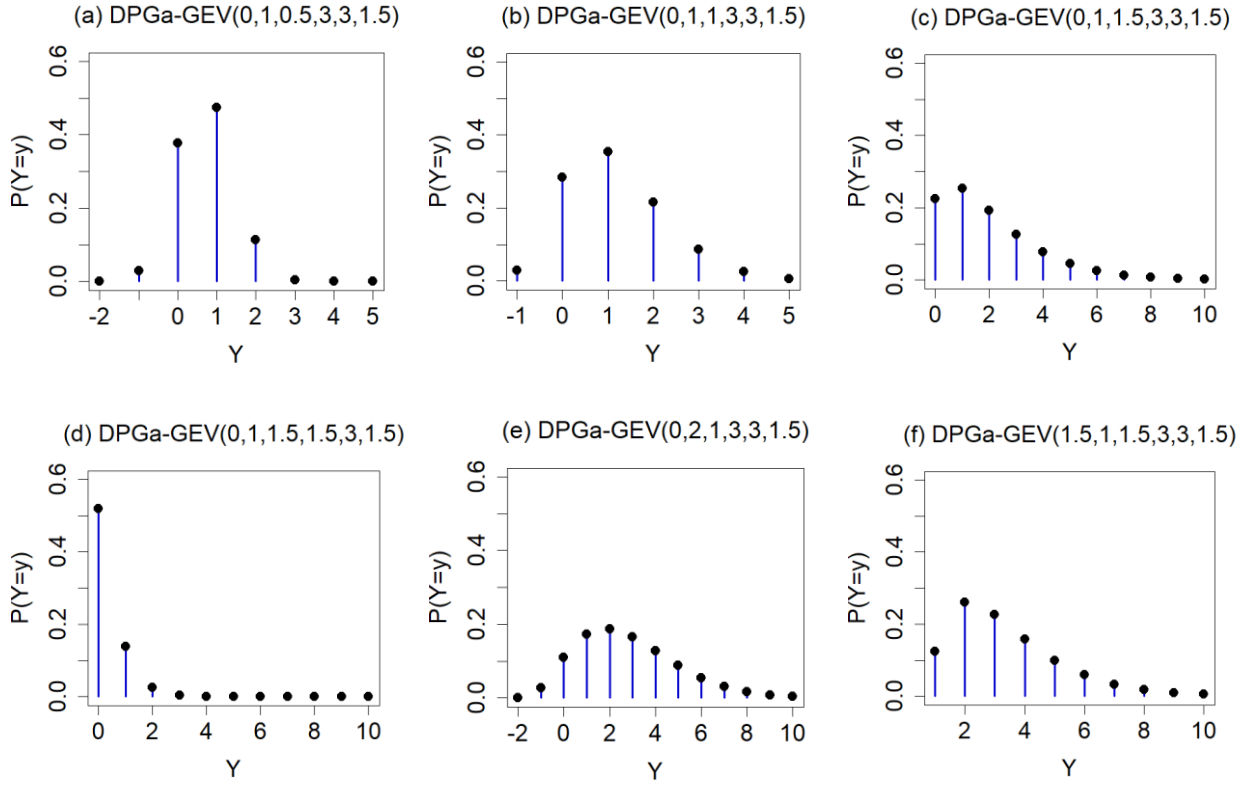 (a) DPGa-GEV(0,1,0.5,3,3,1.5)
P(Y=y)
0.0 0.2 0.4 0.6
-2 0 1 2 3 4 5
Y
(b) DPGa-GEV(0,1,1,3,3,1.5)
P(Y=y)
0.0 0.2 0.4 0.6
-1 0 1 2 3 4 5
Y
(c) DPGa-GEV(0,1,1.5,3,3,1.5)
P(Y=y)
0.0 0.2 0.4 0.6
0 2 4 6 8 10
Y
(d) DPGa-GEV(0,1,1.5,1.5,3,1.5)
P(Y=y)
0.0 0.2 0.4 0.6
0 2 4 6 8 10
Y
(e) DPGa-GEV(0,2,1,3,3,1.5)
P(Y=y)
0.0 0.2 0.4 0.6
-2 0 2 4 6 8 10
Y
(f) DPGa-GEV(1.5,1,1.5,3,3,1.5)
P(Y=y)
0.0 0.2 0.4 0.6
2 4 6 8 10
Y